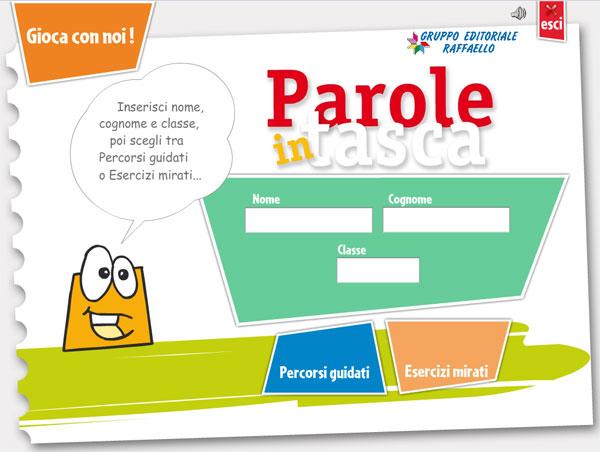 Gioca con noi !
esci
GRUPPO EDITORIALE
RAFFAELLO
Parole
in tasca
Inserisci nome,
cognome e classe,
poi scegli tra
Percorsi guidati
o Esercizi mirati...
Nome
Cognome
Classe
Percorsi guidati
Esercizi mirati